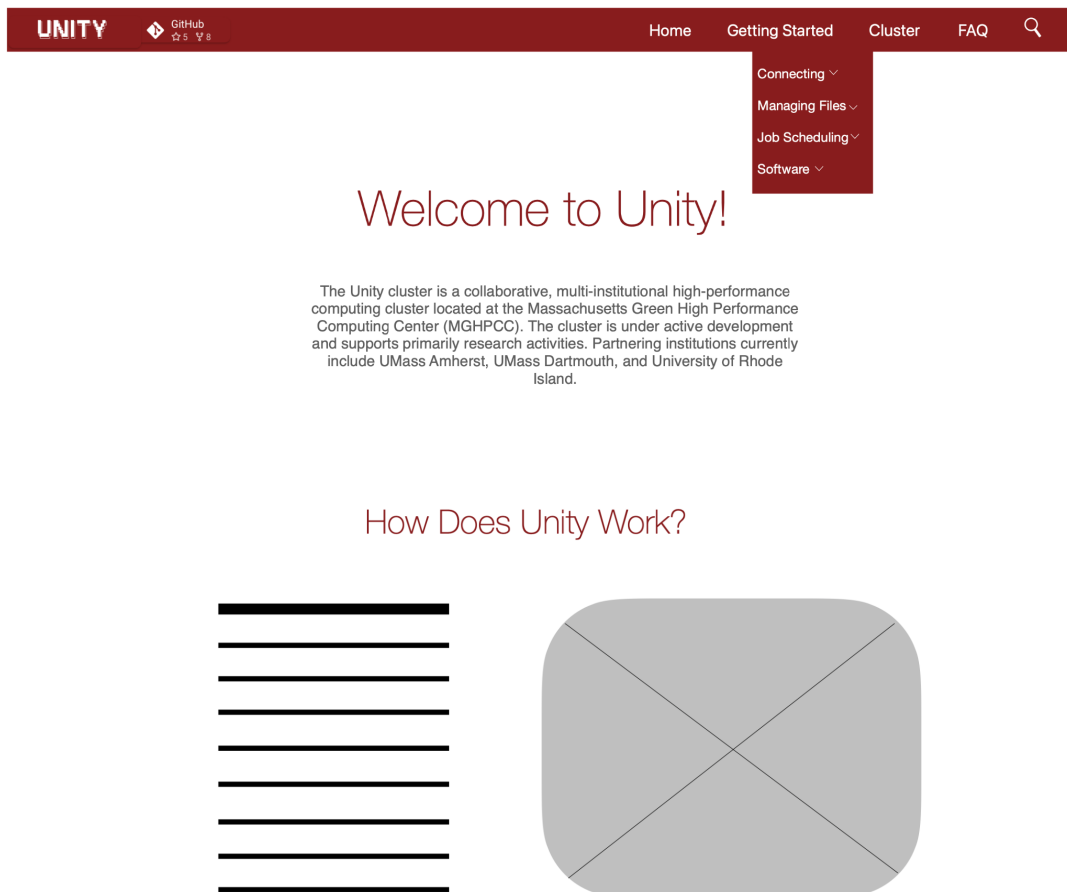 UNITY
GitHub
5 8
Home Getting Started Cluster FAQ
Connecting
Managing Files
Job Scheduling
Software
Welcome to Unity!
The Unity cluster is a collaborative, multi-institutional high-performance
computing cluster located at the Massachusetts Green High Performance
Computing Center (MGHPCC). The cluster is under active development
and supports primarily research activities. Partnering institutions currently
include UMass Amherst, UMass Dartmouth, and University of Rhode
Island.
How Does Unity Work?